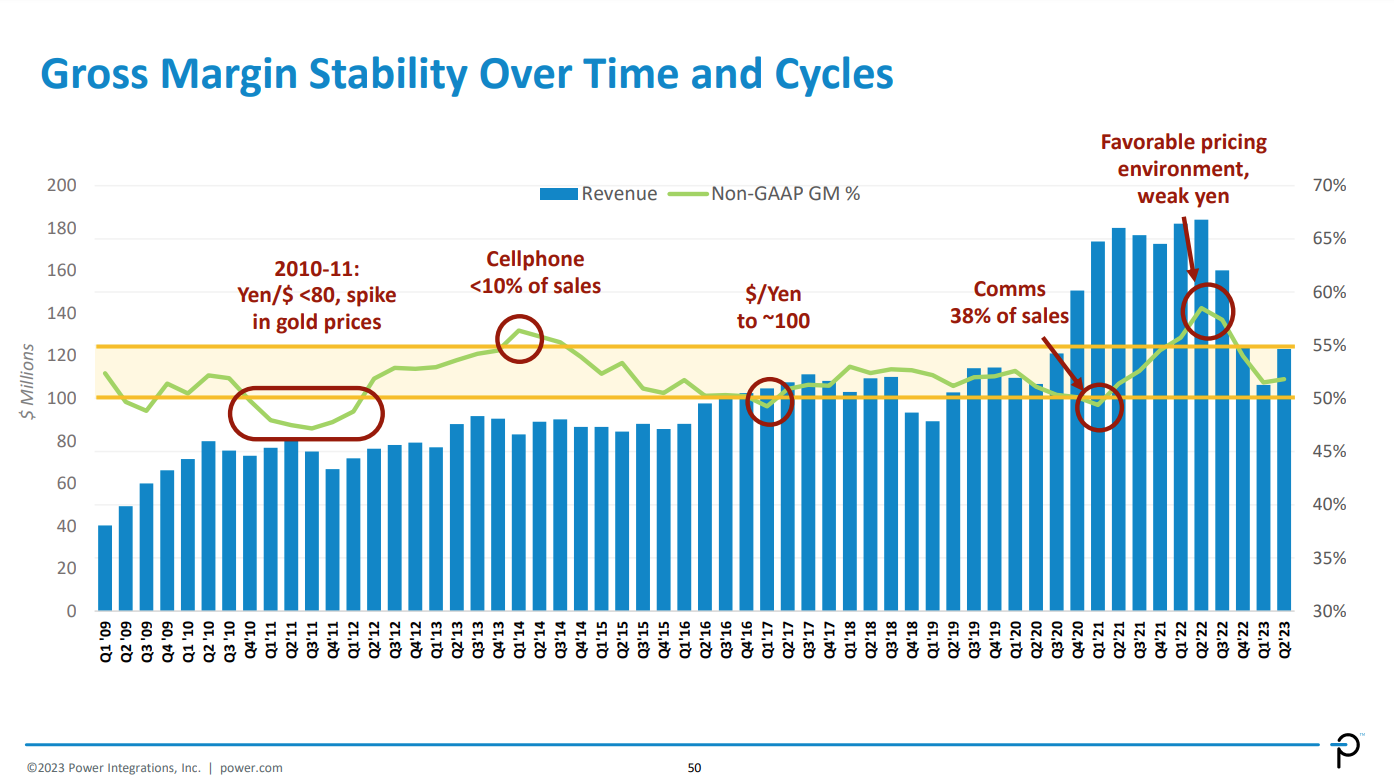 Gross Margin Stability Over Time and Cycles
Favorable pricing
environment,
weak yen
Revenue
Non-GAAP GM %
2010-11:
Yen/$ <80, spike
in gold prices
Cellphone
<10% of sales
$/Yen
to ~100
Comms
38% of sales
$ Millions
200
180
160
140
120
100
80
60
40
20
0
70%
65%
60%
55%
50%
45%
40%
35%
30%
Q1 '09
Q2 '09
Q3 '09
Q4 '09
Q1 '10
Q2 '10
Q3 '10
Q4 '10
Q1'11
Q2'11
Q3'11
Q4'11
Q1'12
Q2'12
Q3'12
Q4'12
Q1'13
Q2'13
Q3'13
Q4'13
Q1'14
Q2'14
Q3'14
Q4'14
Q1'15
Q2'15
Q3'15
Q4'15
Q1'16
Q2'16
Q3'16
Q4'16
Q1'17
Q2'17
Q3'17
Q4'17
Q1'18
Q2'18
Q3'18
Q4'18
Q1'19
Q2'19
Q3'19
Q4'19
Q1'20
Q2'20
Q3'20
Q4'20
Q1'21
Q2'21
Q3'21
Q4'21
Q1'22
Q2'22
Q3'22
Q4'22
Q1'23
Q2'23
©2023 Power Integrations, Inc. | power.com
50
TM